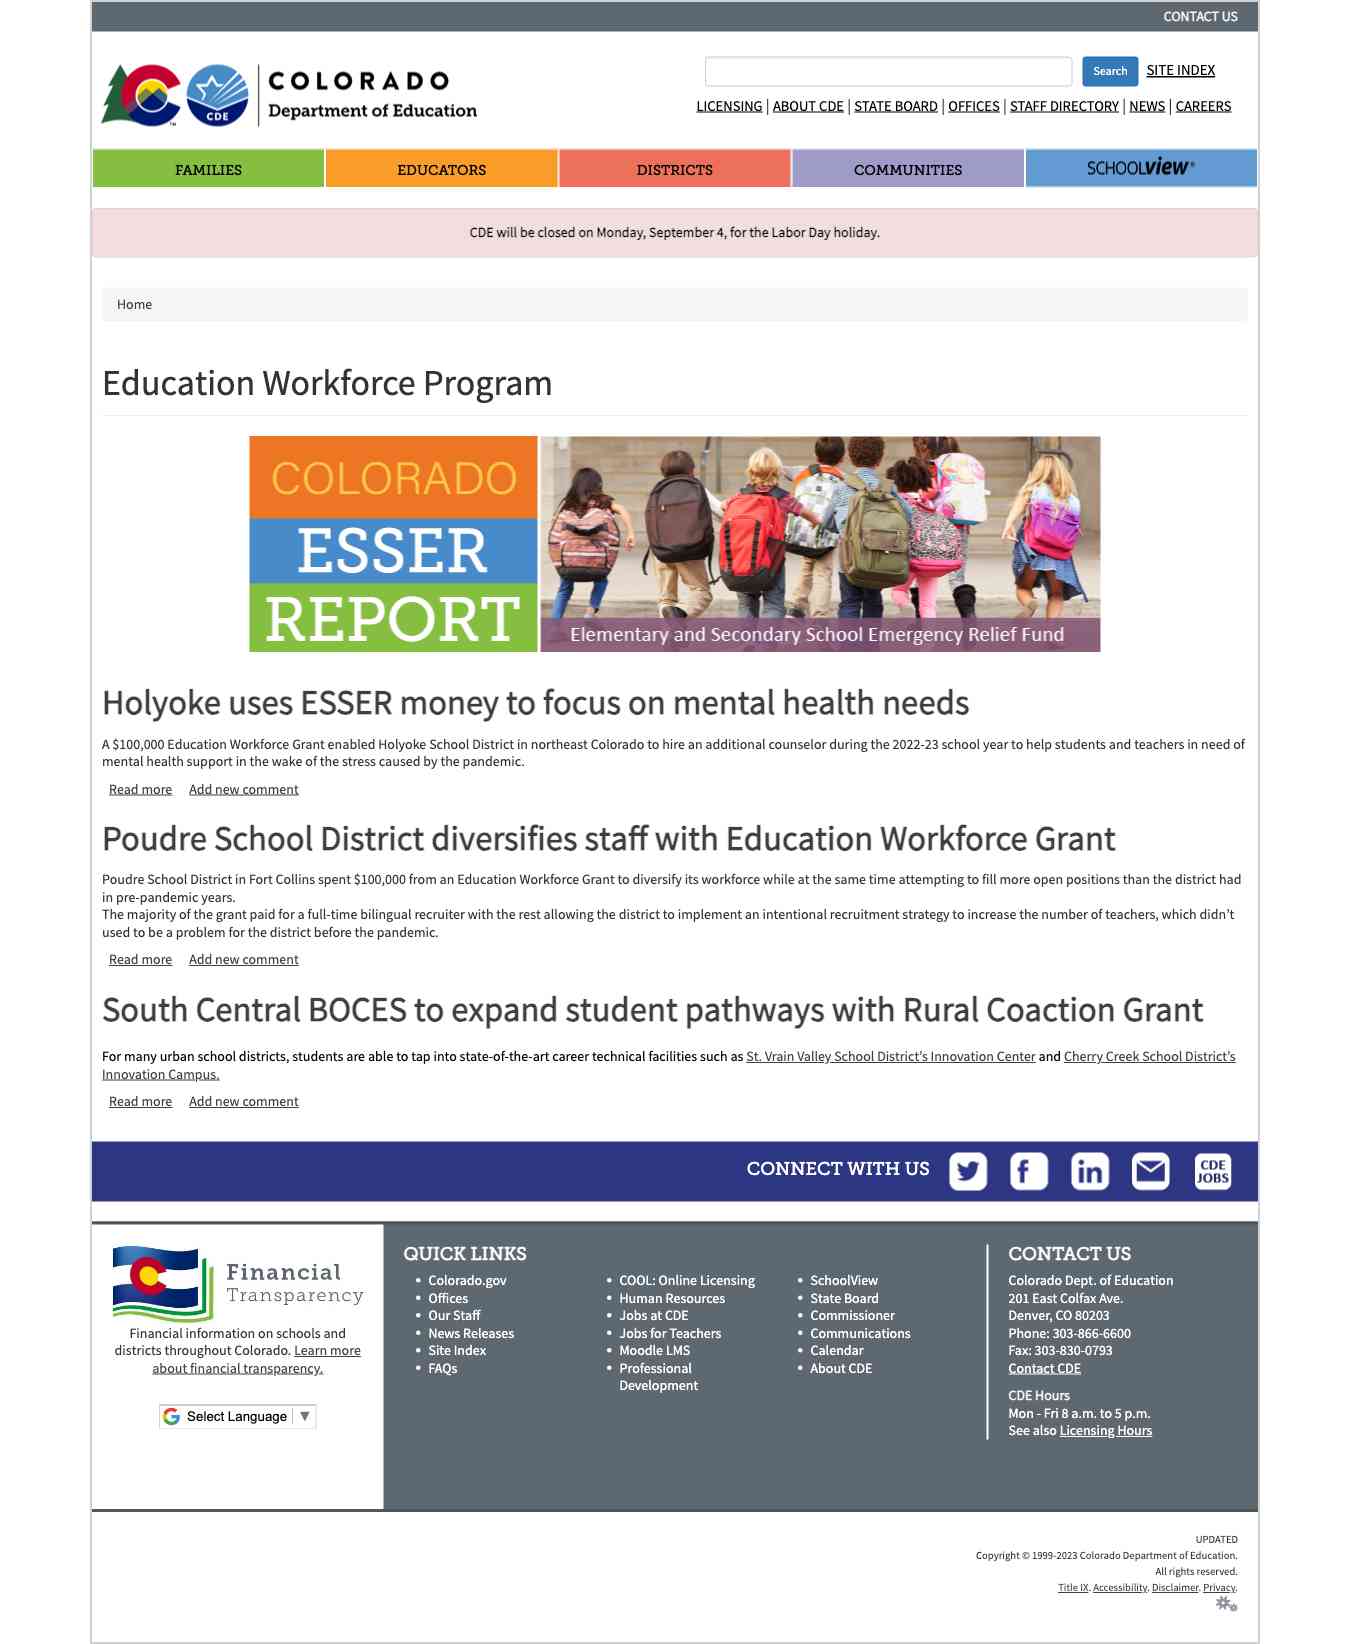 CONTACT US
COLORADO
Department of Education
CDE
Search
SITE INDEX
LICENSING | ABOUT CDE | STATE BOARD | OFFICES | STAFF DIRECTORY | NEWS | CAREERS
FAMILIES
EDUCATORS
DISTRICTS
COMMUNITIES
SCHOOLVIEW®
CDE will be closed on Monday, September 4, for the Labor Day holiday.
Home
Education Workforce Program
COLORADO
ESSER
REPORT
Elementary and Secondary School Emergency Relief Fund
Holyoke uses ESSER money to focus on mental health needs
A $100,000 Education Workforce Grant enabled Holyoke School District in northeast Colorado to hire an additional counselor during the 2022-23 school year to help students and teachers in need of
mental health support in the wake of the stress caused by the pandemic.
Read more Add new comment
Poudre School District diversifies staff with Education Workforce Grant
Poudre School District in Fort Collins spent $100,000 from an Education Workforce Grant to diversify its workforce while at the same time attempting to fill more open positions than the district had
in pre-pandemic years.
The majority of the grant paid for a full-time bilingual recruiter with the rest allowing the district to implement an intentional recruitment strategy to increase the number of teachers, which didn't
used to be a problem for the district before the pandemic.
Read more Add new comment
South Central BOCES to expand student pathways with Rural Coaction Grant
For many urban school districts, students are able to tap into state-of-the-art career technical facilities such as St. Vrain Valley School District's Innovation Center and Cherry Creek School District's
Innovation Campus.
Read more Add new comment
CONNECT WITH US
CDE
JOBS
Financial
Transparency
Financial information on schools and
districts throughout Colorado. Learn more
about financial transparency.
Select Language ▼
QUICK LINKS
• Colorado.gov
• Offices
• Our Staff
• News Releases
• Site Index
• FAQs
• COOL: Online Licensing
• Human Resources
• Jobs at CDE
• Jobs for Teachers
• Moodle LMS
• Professional
Development
• SchoolView
• State Board
• Commissioner
• Communications
• Calendar
• About CDE
CONTACT US
Colorado Dept. of Education
201 East Colfax Ave.
Denver, CO 80203
Phone: 303-866-6600
Fax: 303-830-0793
Contact CDE
CDE Hours
Mon - Fri 8 a.m. to 5 p.m.
See also Licensing Hours
UPDATED
Copyright © 1999-2023 Colorado Department of Education.
All rights reserved.
Title IX. Accessibility. Disclaimer. Privacy.